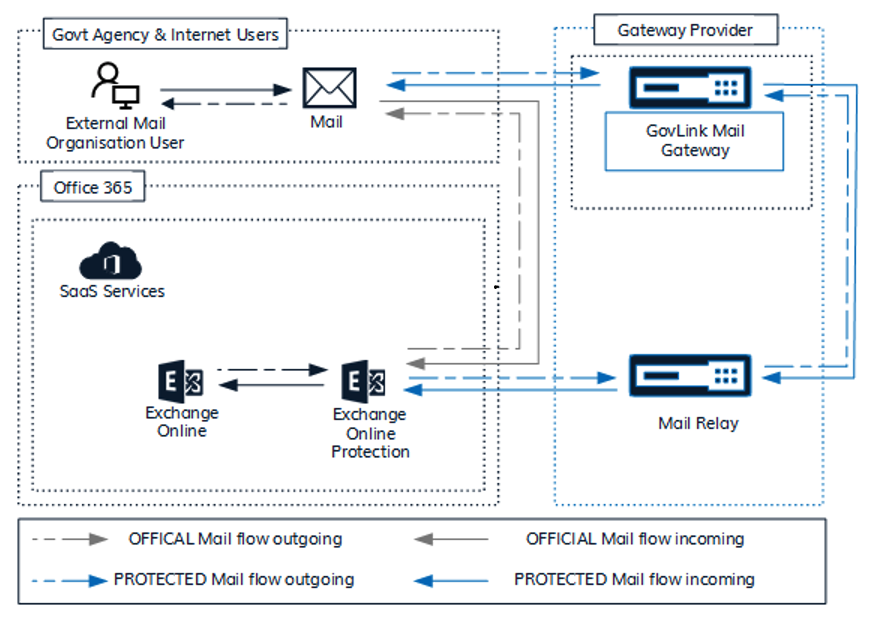 Govt Agency & Internet Users
Gateway Provider
External Mail
Organisation User
Mail
GovLink Mail
Gateway
Office 365
SaaS Services
E
Exchange
Online
E
Exchange
Online
Protection
Mail Relay
OFFICAL Mail flow outgoing
OFFICIAL Mail flow incoming
PROTECTED Mail flow outgoing
PROTECTED Mail flow incoming